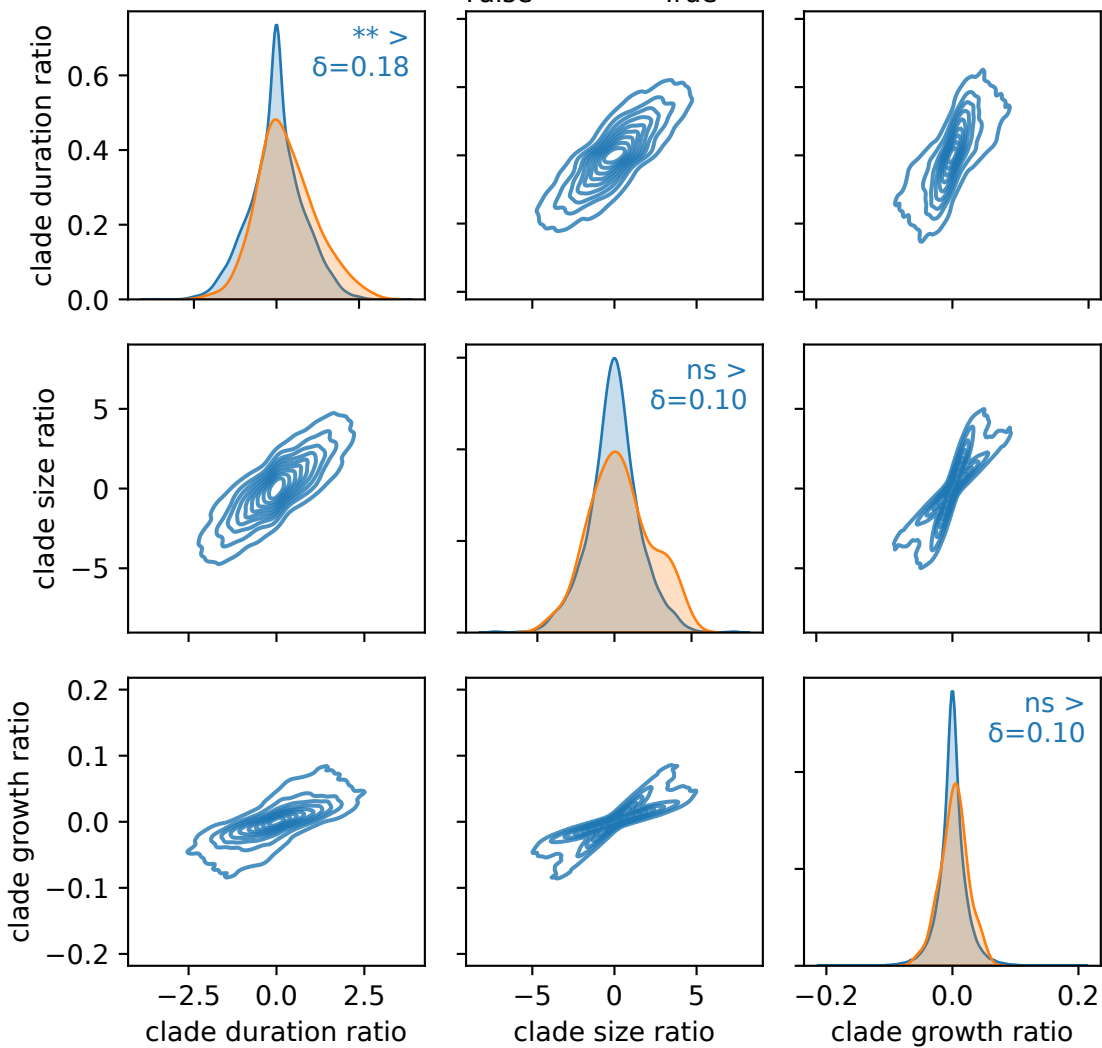 clade duration ratio
0.6
0.4
0.2
0.0
** >
δ=0.18
clade size ratio
5
0
−5
ns >
δ=0.10
clade growth ratio
0.2
0.1
0.0
−0.1
−0.2
ns >
δ=0.10
−2.5 0.0 2.5
−5 0 5
−0.2 0.0 0.2
clade duration ratio
clade size ratio
clade growth ratio